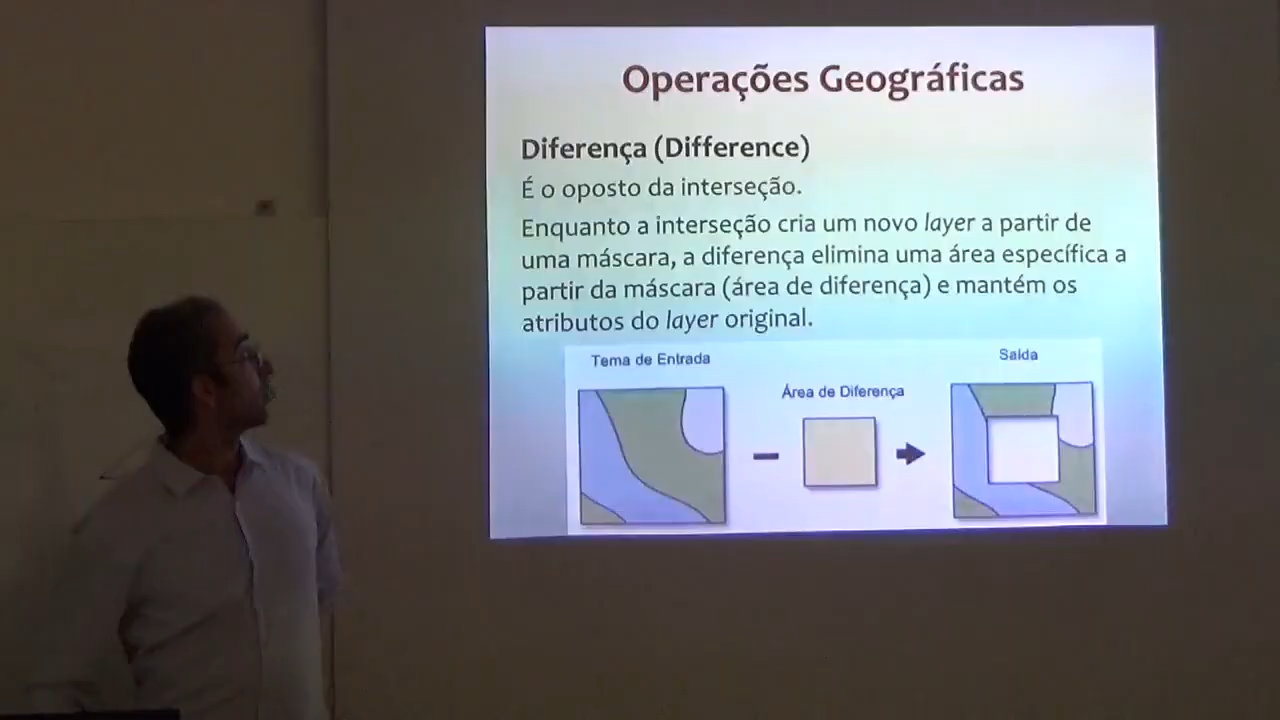 Operações Geográficas
Diferença (Difference)
É o oposto da interseção.
Enquanto a interseção cria um novo layer a partir de
uma máscara, a diferença elimina uma área específica a
partir da máscara (área de diferença) e mantém os
atributos do layer original.
Tema de Entrada
Área de Diferença
Saída